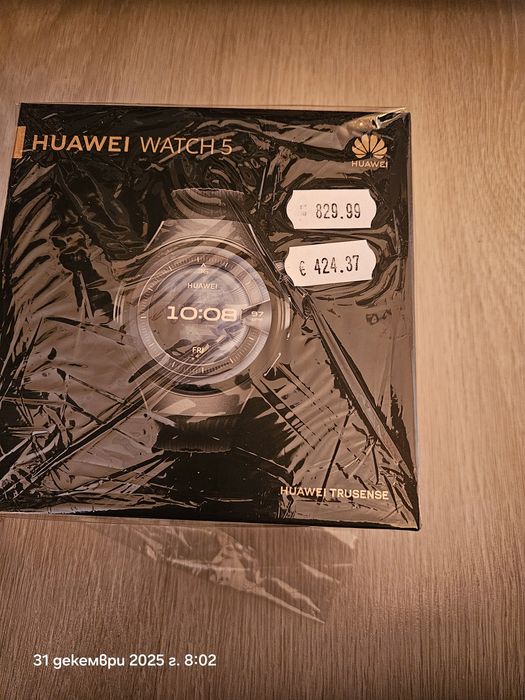 HUAWEI WATCH 5
HUAWEI
829.99
€ 424.37
HUAWEI
10:08
97
FRI
HUAWEI TRUSENSE
31 декември 2025 г. 8:02